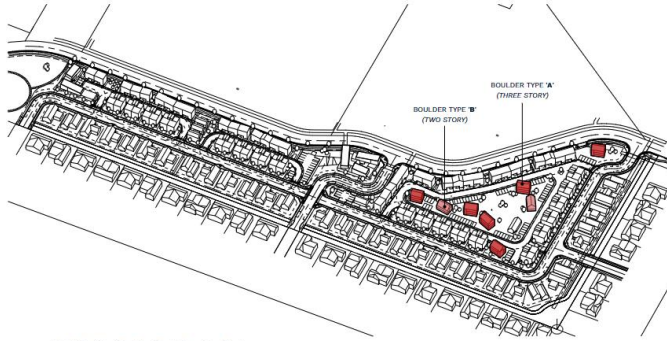 BOULDER TYPE 'A'
(THREE STORY)
BOULDER TYPE 'B'
(TWO STORY)